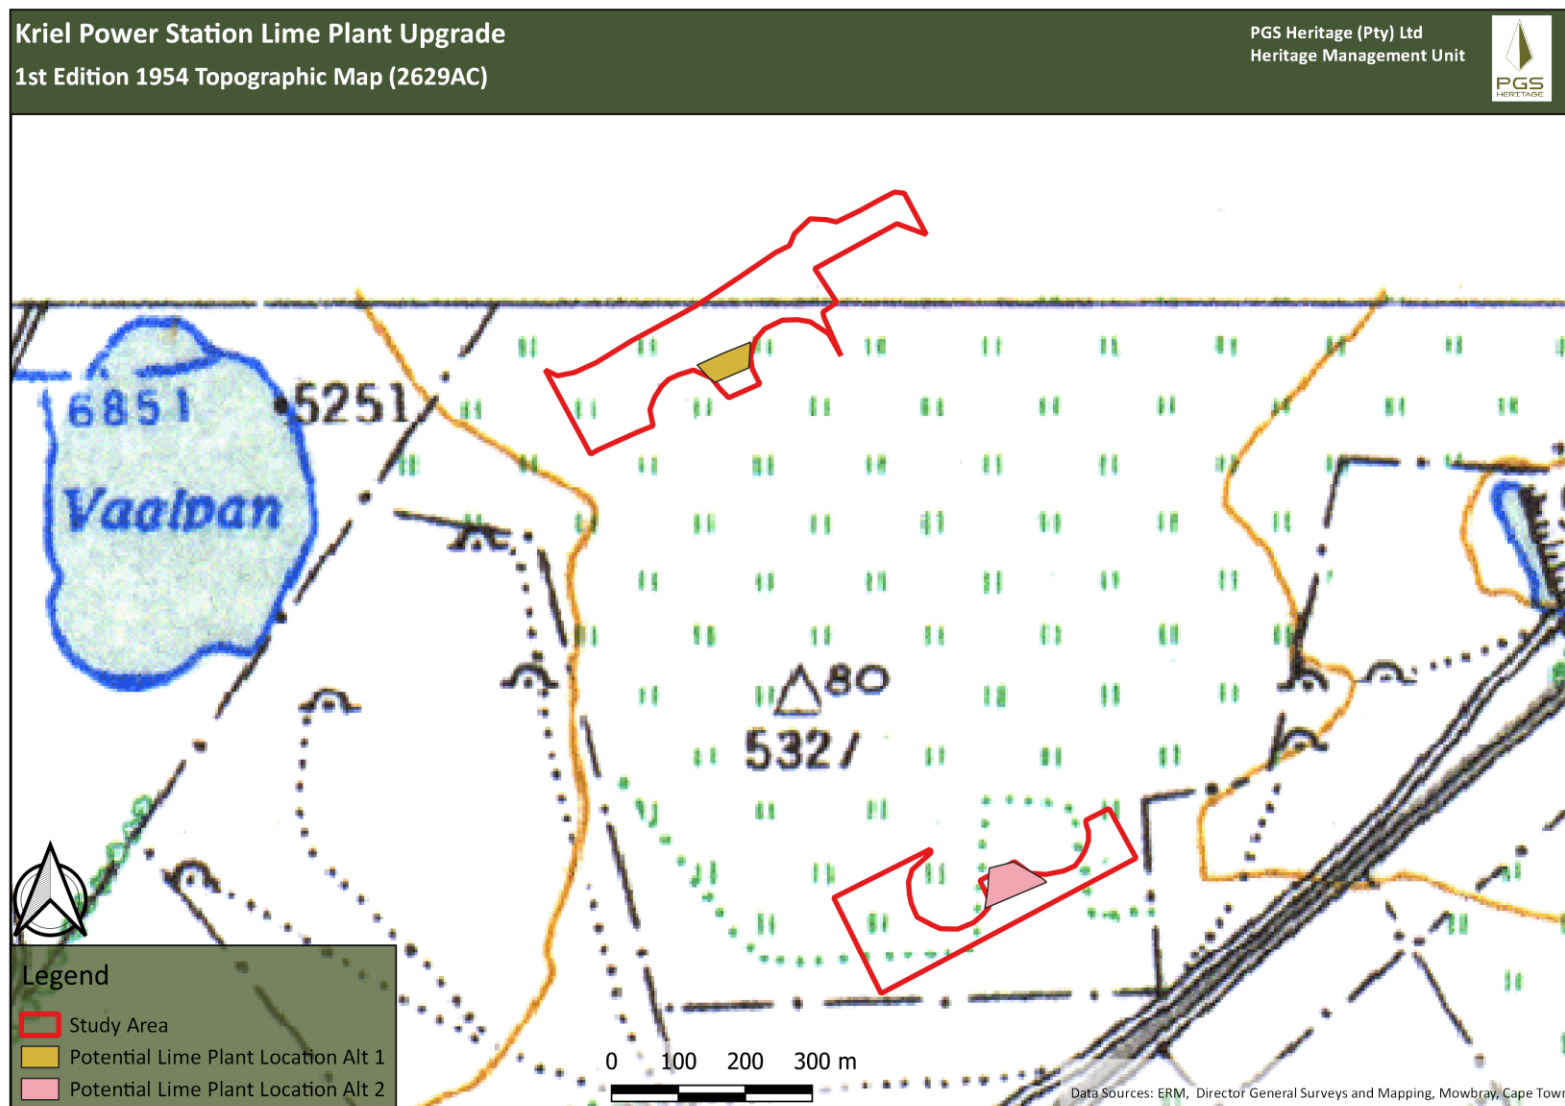 Kriel Power Station Lime Plant Upgrade
1st Edition 1954 Topographic Map (2629AC)
PGS Heritage (Pty) Ltd
Heritage Management Unit
PGS
HERITAGE
6851
5251
Vaalpan
80
5327
Legend
Study Area
Potential Lime Plant Location Alt 1
Potential Lime Plant Location Alt 2
0 100 200 300 m
Data Sources: ERM, Director General Surveys and Mapping, Mowbray, Cape Town